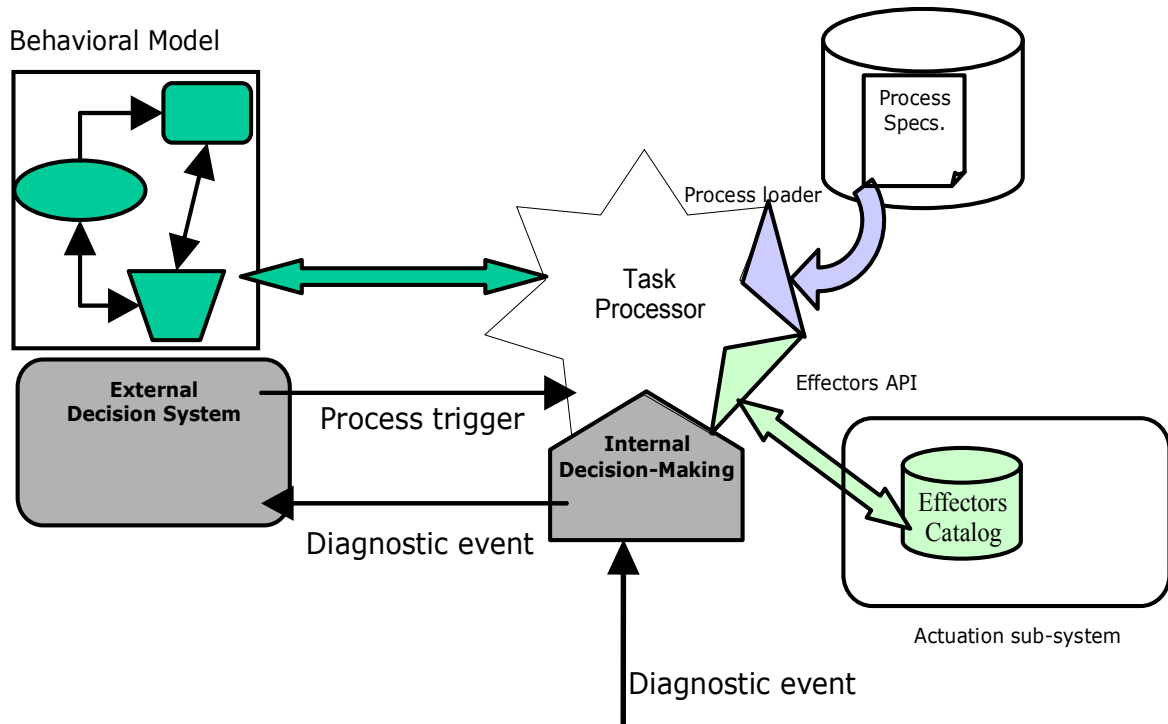 Behavioral Model
Process
Specs.
Process loader
Task
Processor
External
Decision System
Process trigger
Effectors API
Internal
Decision-Making
Effectors
Catalog
Diagnostic event
Actuation sub-system
Diagnostic event